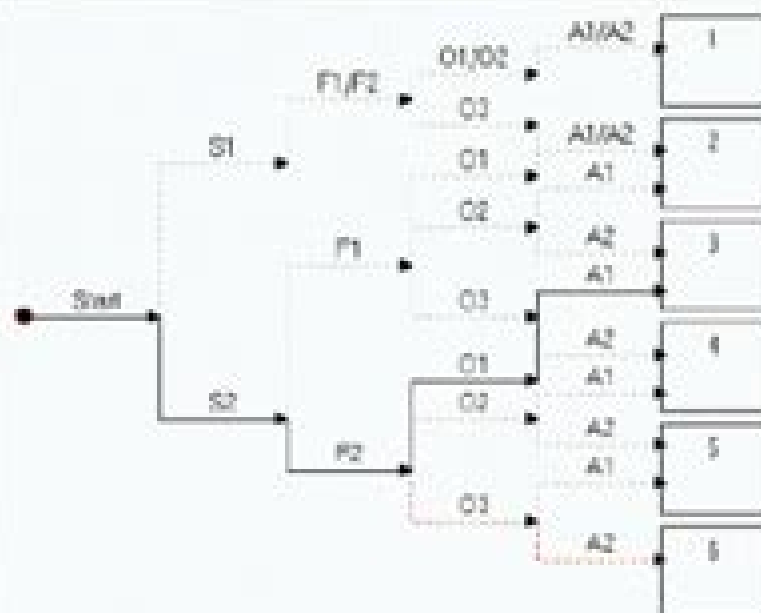 A1/A2 1
O1/O2
F1/F2
O3
A1/A2 2
S1 O1 A1
O2
A2 3
F1
A1
Start O3
A2 4
O1 A1
S2 O2
A2 5
F2 A1
O3
A2 6